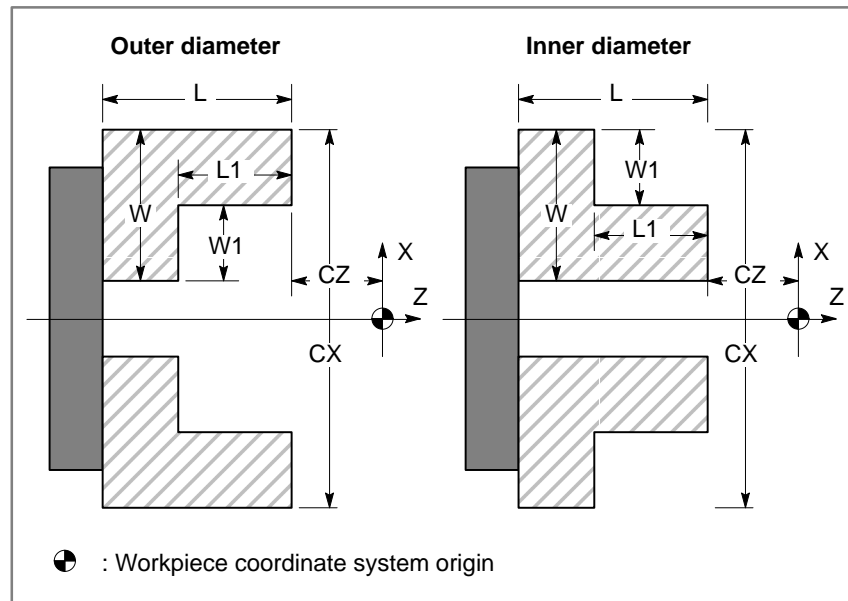 Outer diameter
Inner diameter
L
L
L1
W1
W
W
W1
L1
CZ
X
CZ
X
Z
Z
CX
CX
: Workpiece coordinate system origin